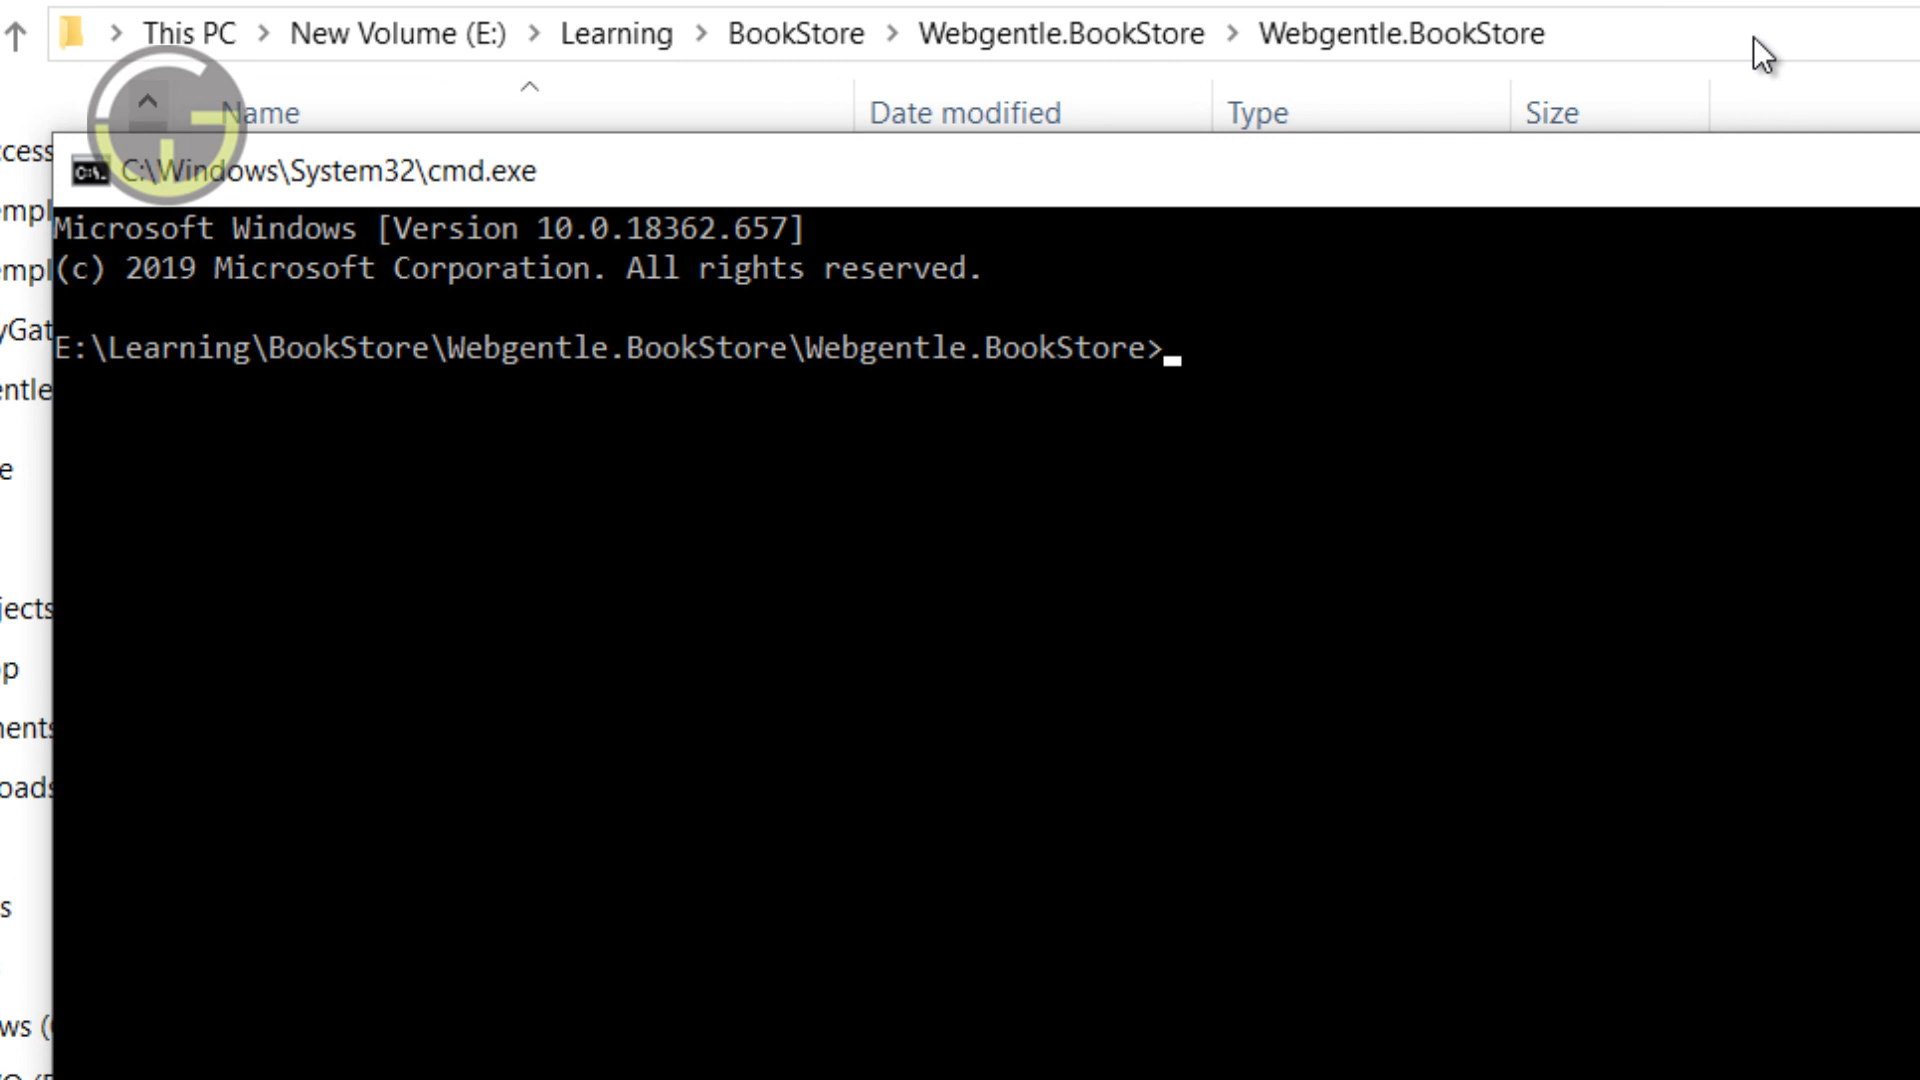 This PC > New Volume (E:) > Learning > BookStore > Webgentle.BookStore > Webgentle.BookStore
Name Date modified Type Size
C:\Windows\System32\cmd.exe
Microsoft Windows [Version 10.0.18362.657]
(c) 2019 Microsoft Corporation. All rights reserved.
E:\Learning\BookStore\Webgentle.BookStore\Webgentle.BookStore>